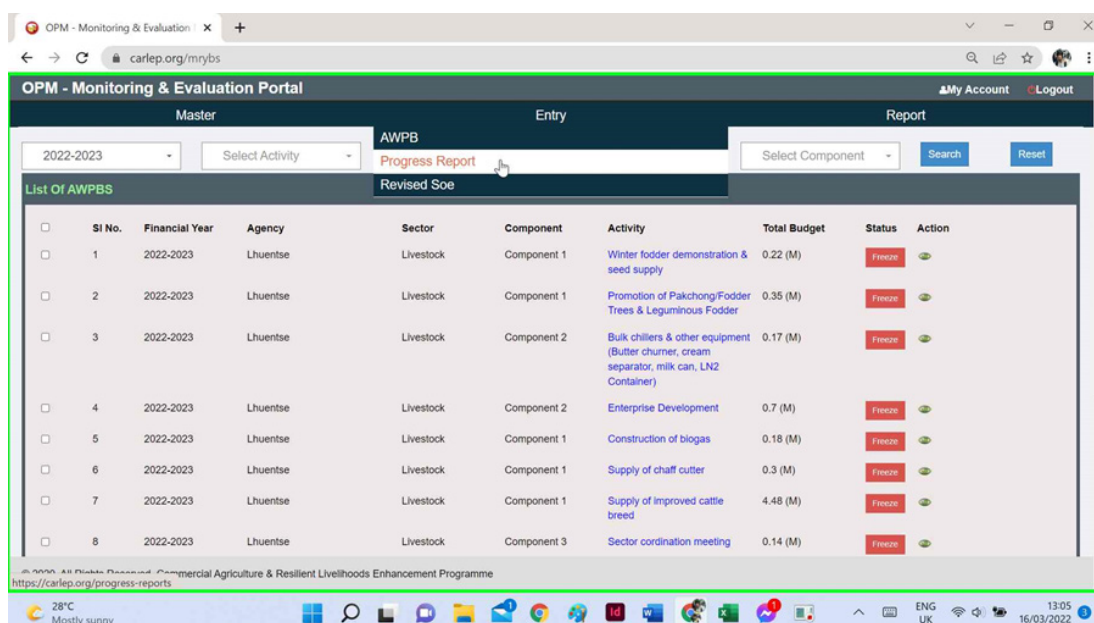 OPM - Monitoring & Evaluation
carlep.org/mrybs
OPM - Monitoring & Evaluation Portal
My Account
Logout
Master
Entry
Report
AWPB
Progress Report
Revised Soe
2022-2023
Select Activity
Select Component
Search
Reset
List Of AWPBS
Sl No. Financial Year Agency Sector Component Activity Total Budget Status Action
1 2022-2023 Lhuentse Livestock Component 1 Winter fodder demonstration & 0.22 (M) Freeze
seed supply
2 2022-2023 Lhuentse Livestock Component 1 Promotion of Pakchong/Fodder 0.35 (M) Freeze
Trees & Leguminous Fodder
3 2022-2023 Lhuentse Livestock Component 2 Bulk chillers & other equipment 0.17 (M) Freeze
(Butter churner, cream
separator, milk can, LN2
Container)
4 2022-2023 Lhuentse Livestock Component 2 Enterprise Development 0.7 (M) Freeze
5 2022-2023 Lhuentse Livestock Component 1 Construction of biogas 0.18 (M) Freeze
6 2022-2023 Lhuentse Livestock Component 1 Supply of chaff cutter 0.3 (M) Freeze
7 2022-2023 Lhuentse Livestock Component 1 Supply of improved cattle 4.48 (M) Freeze
breed
8 2022-2023 Lhuentse Livestock Component 3 Sector cordination meeting 0.14 (M) Freeze
Commercial Agriculture & Resilient Livelihoods Enhancement Programme
https://carlep.org/progress-reports
28°C
Mostly sunny
ENG
UK
13:05
16/03/2022
3